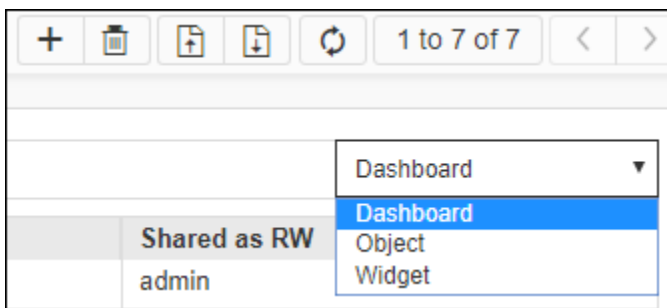 1 to 7 of 7
Dashboard
Dashboard
Object
Widget
Shared as RW
admin